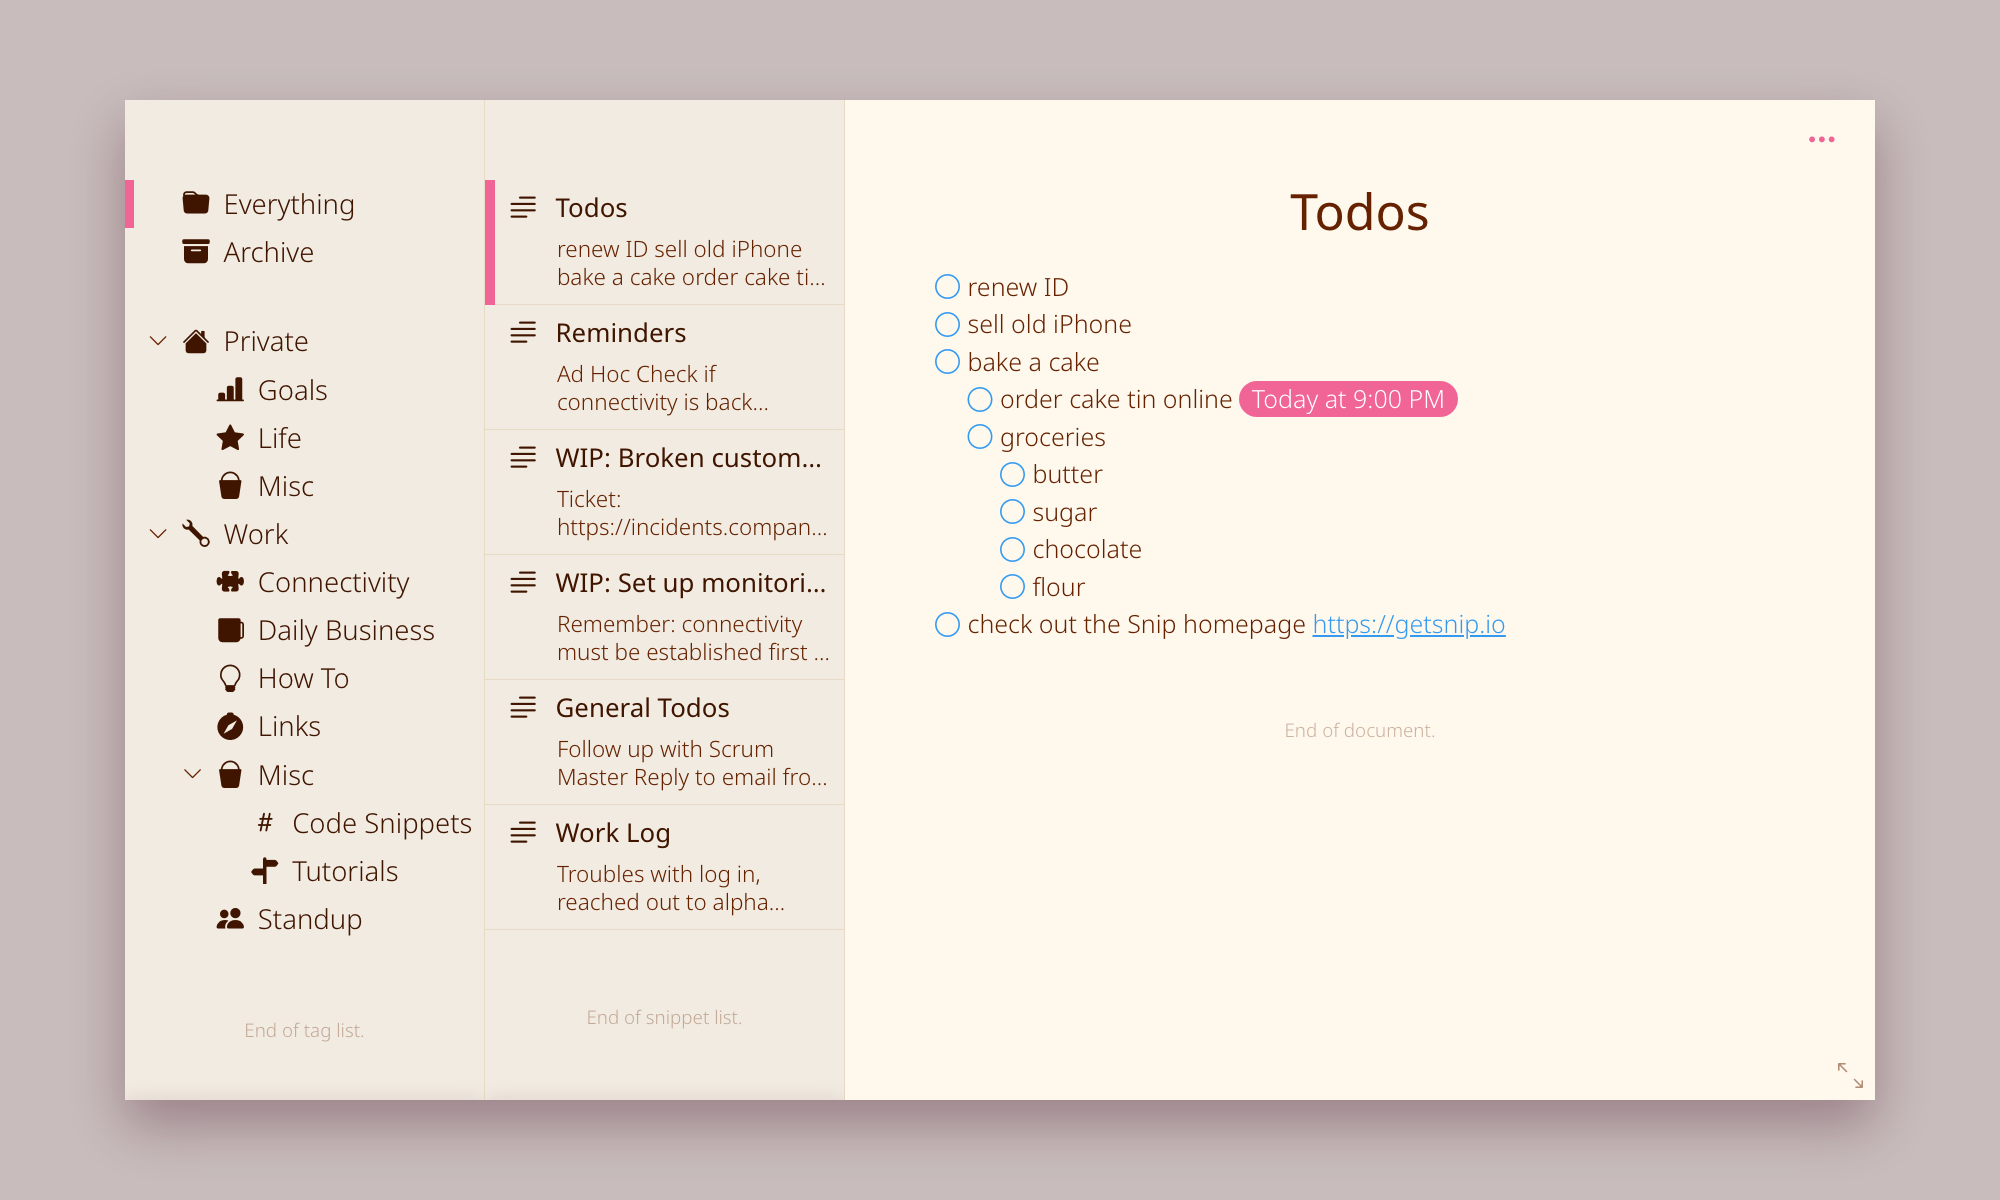 Everything
Archive
Private
Goals
Life
Misc
Work
Connectivity
Daily Business
How To
Links
Misc
# Code Snippets
Tutorials
Standup
End of tag list.
Todos
renew ID sell old iPhone
bake a cake order cake ti...
Reminders
Ad Hoc Check if
connectivity is back...
WIP: Broken custom...
Ticket:
https://incidents.compan...
WIP: Set up monitori...
Remember: connectivity
must be established first ...
General Todos
Follow up with Scrum
Master Reply to email fro...
Work Log
Troubles with log in,
reached out to alpha...
End of snippet list.
Todos
renew ID
sell old iPhone
bake a cake
order cake tin online Today at 9:00 PM
groceries
butter
sugar
chocolate
flour
check out the Snip homepage https://getsnip.io
End of document.